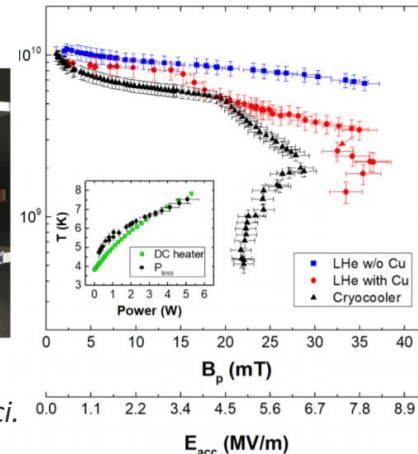 10¹⁰
10⁹
8
7
6
5
4
3
T (K)
0 1 2 3 4 5 6
Power (W)
DC heater
P_loss
LHe w/o Cu
LHe with Cu
Cryocooler
5 10 15 20 25 30 35 40
B_p (mT)
ci.
0.0 1.1 2.2 3.4 4.5 5.6 6.7 7.8 8.9
E_acc (MV/m)